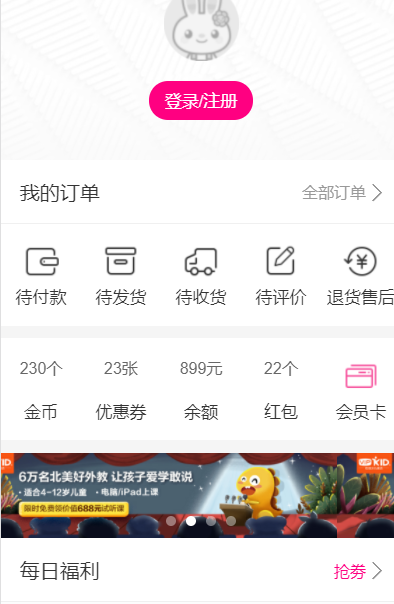 登录/注册
我的订单 全部订单
待付款 待发货 待收货 待评价 退货售后
230个 23张 899元 22个
金币 优惠券 余额 红包 会员卡
KID. VIPKID
6万名北美好外教 让孩子爱学敢说
·适合4-12岁儿童 ·电脑/iPad上课
限时免费领价值688元试听课
每日福利 抢券